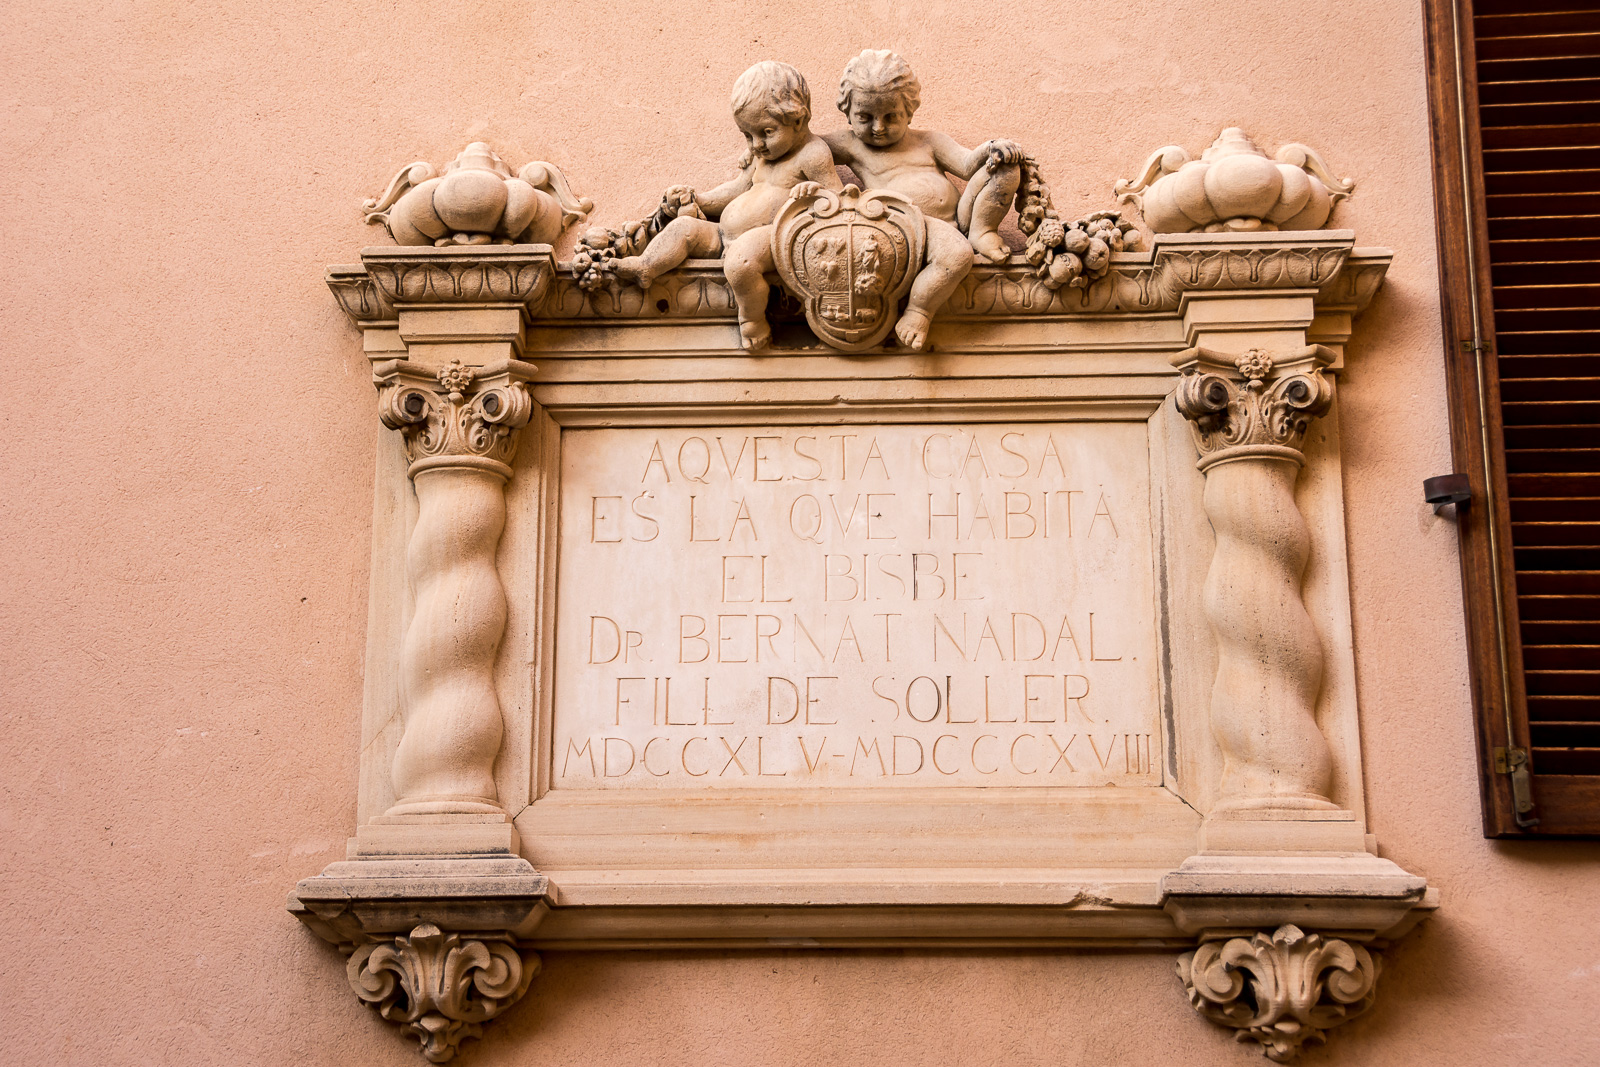 AQVESTA CASA
ES LA QVE HABITÀ
EL BISBE
DR. BERNAT NADAL.
FILL DE SOLLER.
MDCCXLV-MDCCCXVIII